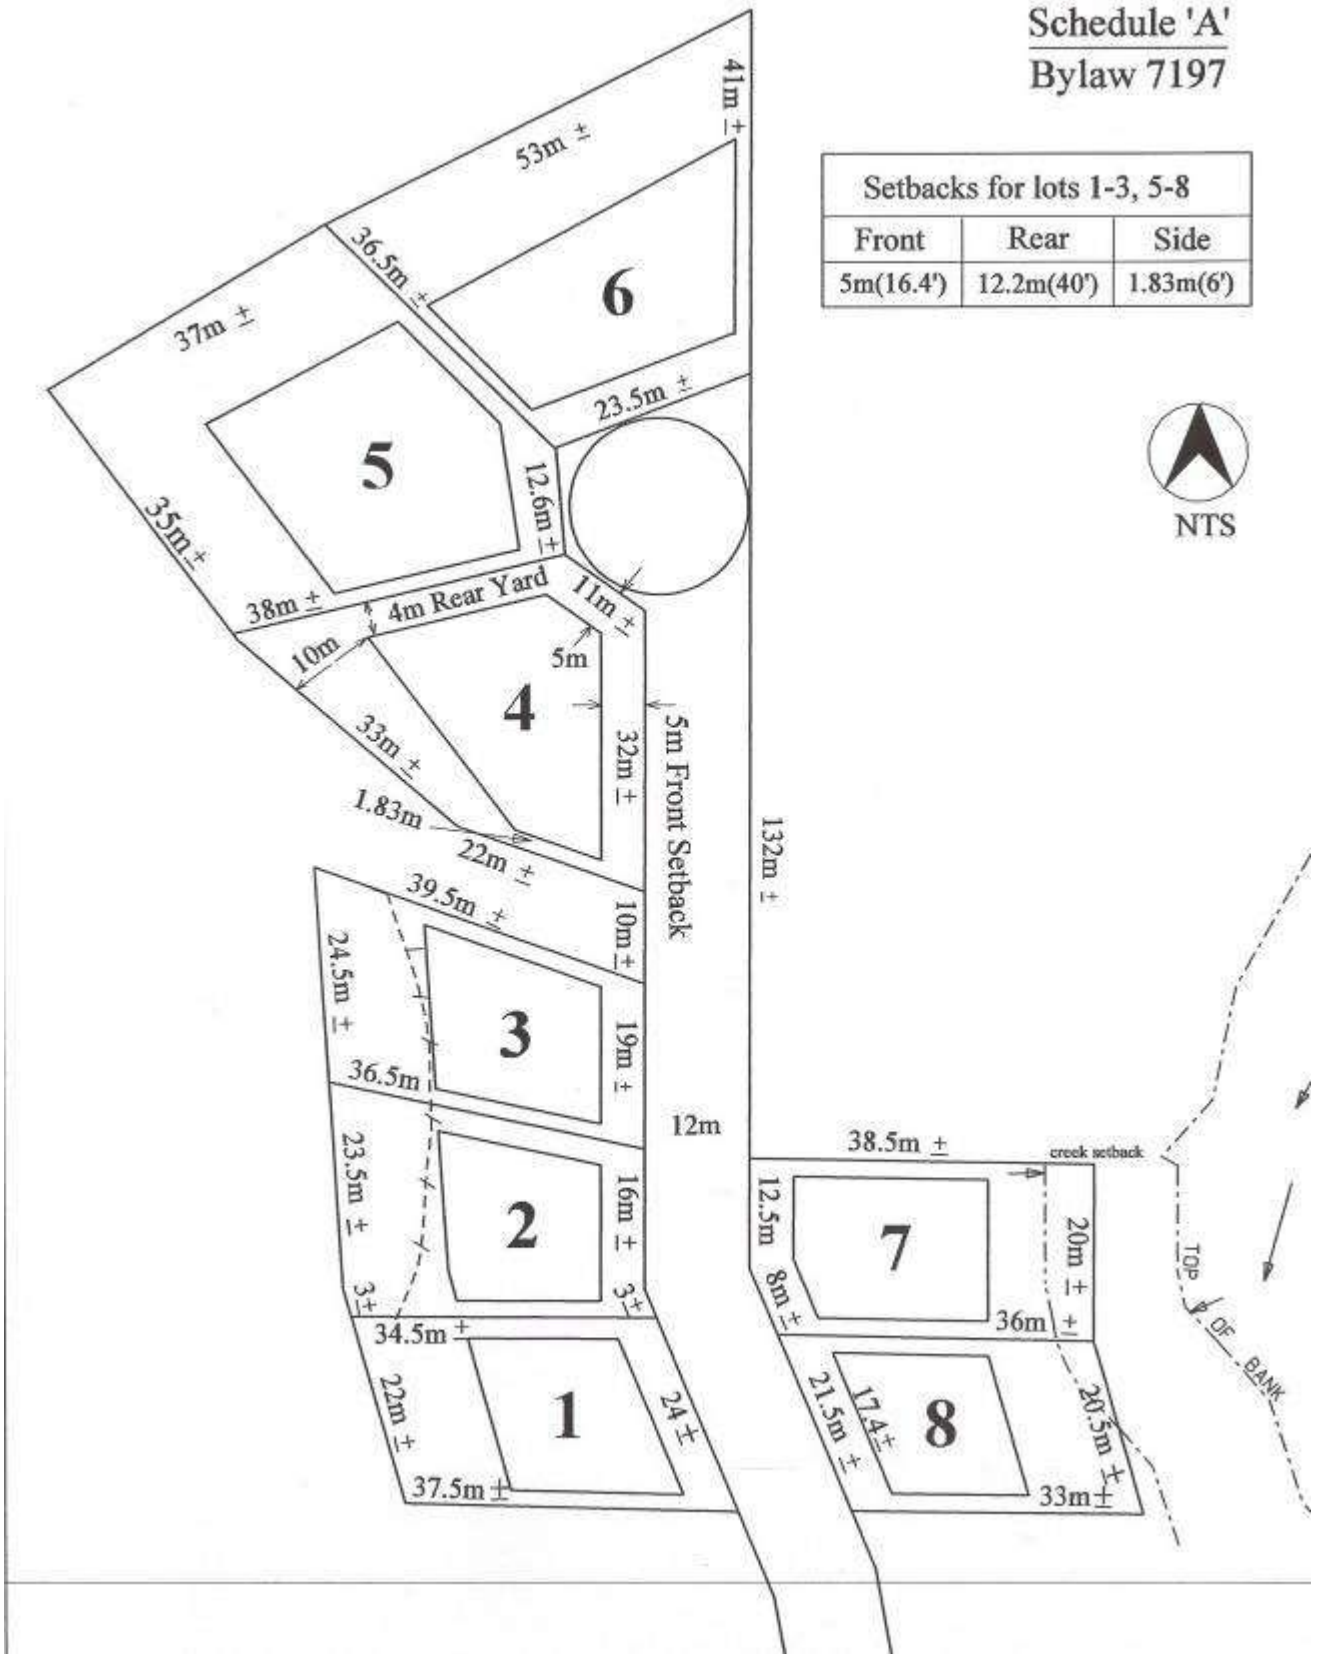 Schedule 'A'
Bylaw 7197
Setbacks for lots 1-3, 5-8
Front Rear Side
5m(16.4') 12.2m(40') 1.83m(6')
NTS
41m ±
53m ±
36.5m ±
6
37m ±
23.5m ±
5
12.6m ±
35m ±
38m ±
4m Rear Yard
11m ±
10m
5m
4
33m ±
32m ±
5m Front Setback
1.83m
22m ±
132m ±
39.5m ±
10m ±
24.5m ±
3
19m ±
36.5m
12m
38.5m ±
creek setback
23.5m ±
2
16m ±
12.5m
7
20m ±
TOP OF BANK
3±
3±
8m ±
36m ±
34.5m ±
22m ±
1
24 ±
21.5m ±
17.4 ±
8
20.5m ±
37.5m ±
33m ±